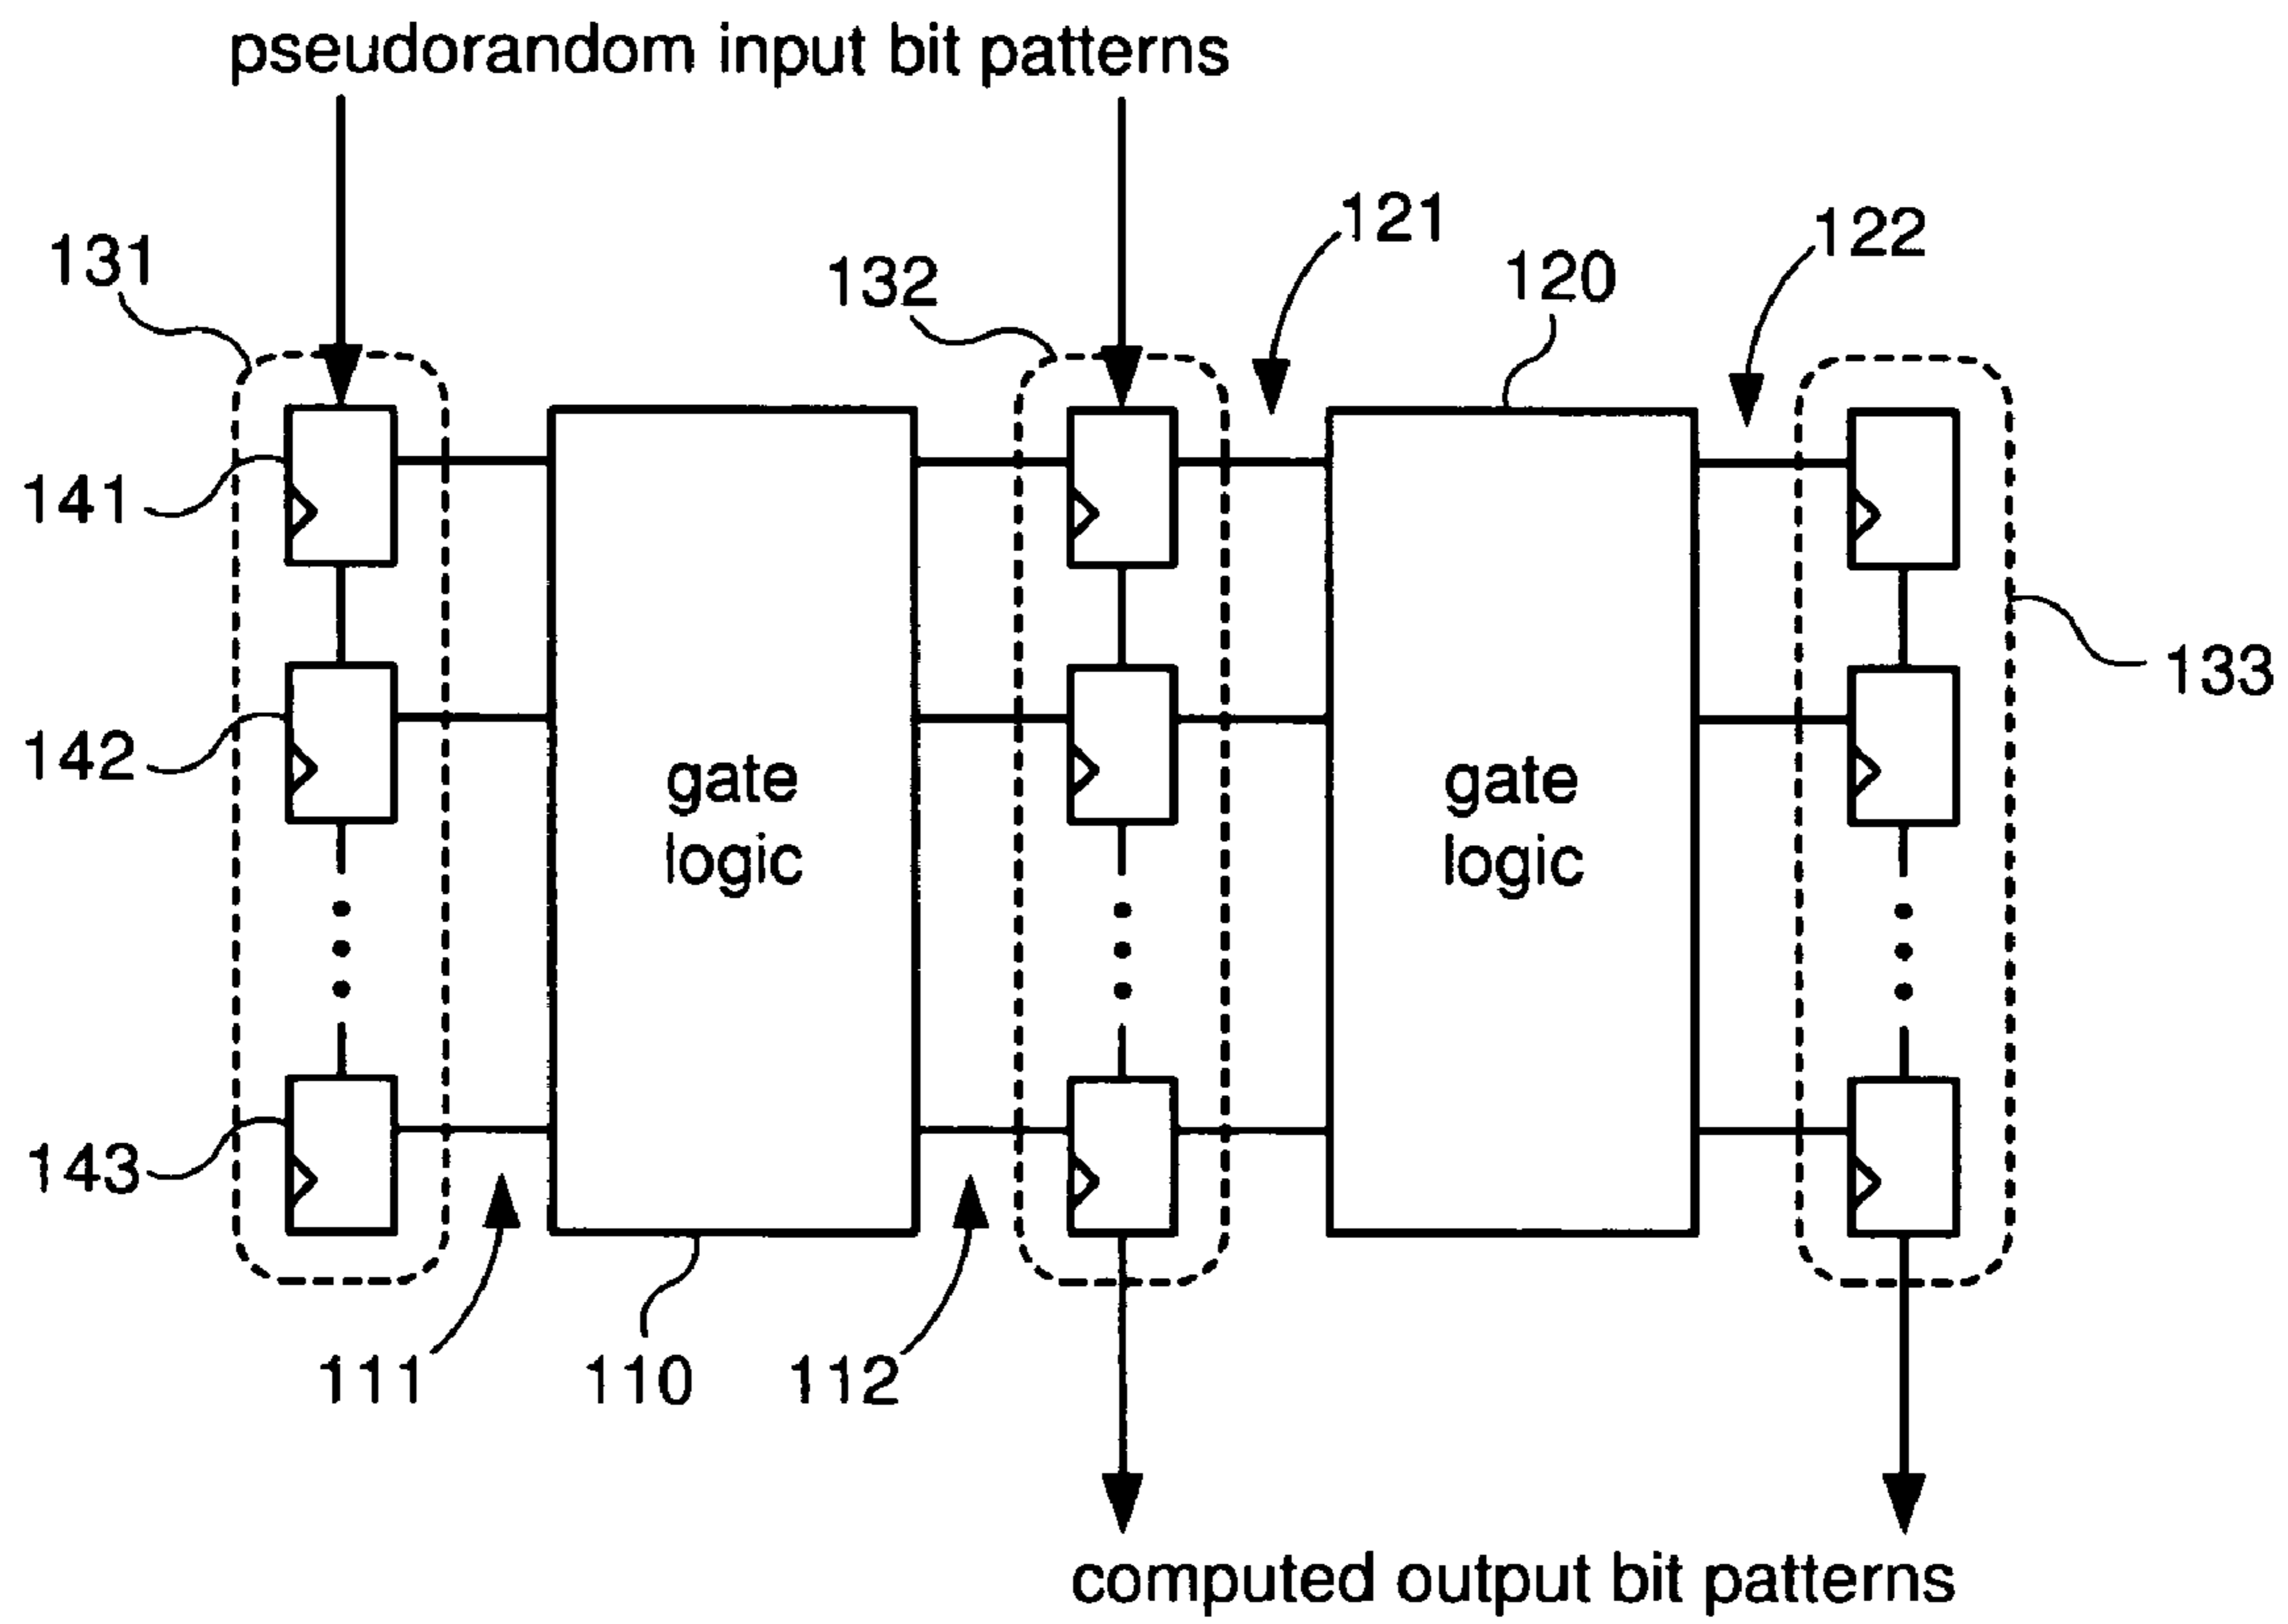 pseudorandom input bit patterns
121
122
131
132
120
141
133
142
gate
logic
gate
logic
143
111
110
112
computed output bit patterns